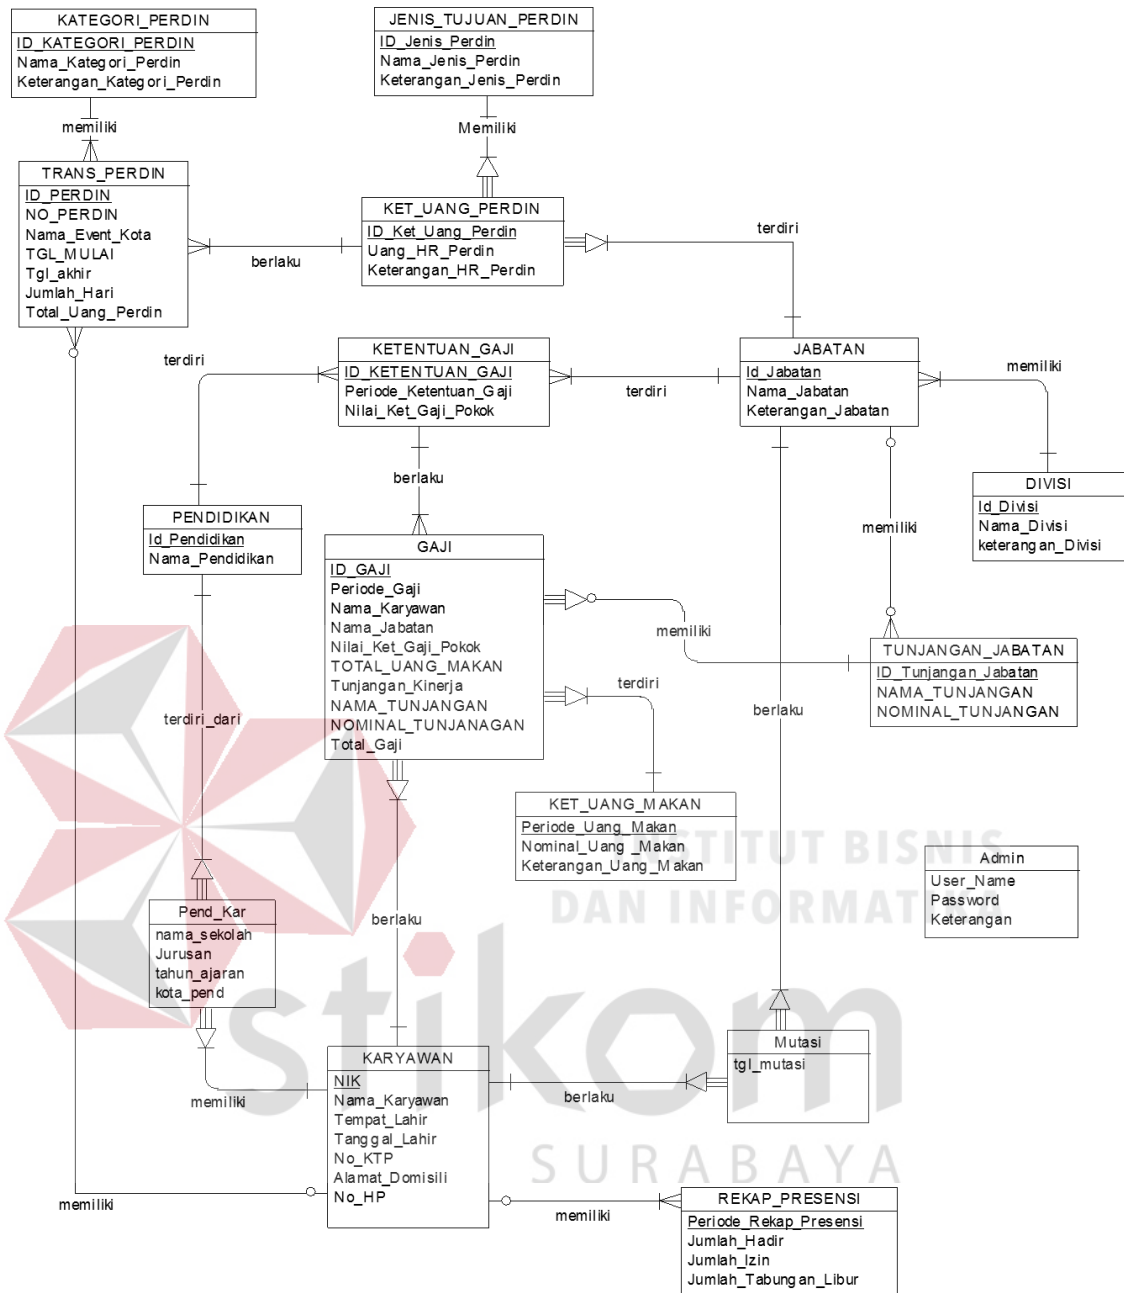 KATEGORI_PERDIN
ID_KATEGORI_PERDIN
Nama_Kategori_Perdin
Keterangan_Kategori_Perdin
JENIS_TUJUAN_PERDIN
ID_Jenis_Perdin
Nama_Jenis_Perdin
Keterangan_Jenis_Perdin
memiliki
Memiliki
TRANS_PERDIN
ID_PERDIN
NO_PERDIN
Nama_Event_Kota
TGL_MULAI
Tgl_akhir
Jumlah_Hari
Total_Uang_Perdin
berlaku
KET_UANG_PERDIN
ID_Ket_Uang_Perdin
Uang_HR_Perdin
Keterangan_HR_Perdin
terdiri
terdiri
KETENTUAN_GAJI
ID_KETENTUAN_GAJI
Periode_Ketentuan_Gaji
Nilai_Ket_Gaji_Pokok
terdiri
JABATAN
Id_Jabatan
Nama_Jabatan
Keterangan_Jabatan
memiliki
berlaku
DIVISI
Id_Divisi
Nama_Divisi
keterangan_Divisi
PENDIDIKAN
Id_Pendidikan
Nama_Pendidikan
memiliki
GAJI
ID_GAJI
Periode_Gaji
Nama_Karyawan
Nama_Jabatan
Nilai_Ket_Gaji_Pokok
TOTAL_UANG_MAKAN
Tunjangan_Kinerja
NAMA_TUNJANGAN
NOMINAL_TUNJANAGAN
Total_Gaji
memiliki
TUNJANGAN_JABATAN
ID_Tunjangan_Jabatan
NAMA_TUNJANGAN
NOMINAL_TUNJANGAN
terdiri
terdiri_dari
berlaku
KET_UANG_MAKAN
Periode_Uang_Makan
Nominal_Uang _Makan
Keterangan_Uang_Makan
INSTITUT BISNIS
DAN INFORMATIKA
Admin
User_Name
Password
Keterangan
Pend_Kar
nama_sekolah
Jurusan
tahun_ajaran
kota_pend
berlaku
stikom
SURABAYA
Mutasi
tgl_mutasi
memiliki
KARYAWAN
NIK
Nama_Karyawan
Tempat_Lahir
Tanggal_Lahir
No_KTP
Alamat_Domisili
No_HP
berlaku
memiliki
memiliki
REKAP_PRESENSI
Periode_Rekap_Presensi
Jumlah_Hadir
Jumlah_Izin
Jumlah_Tabungan_Libur